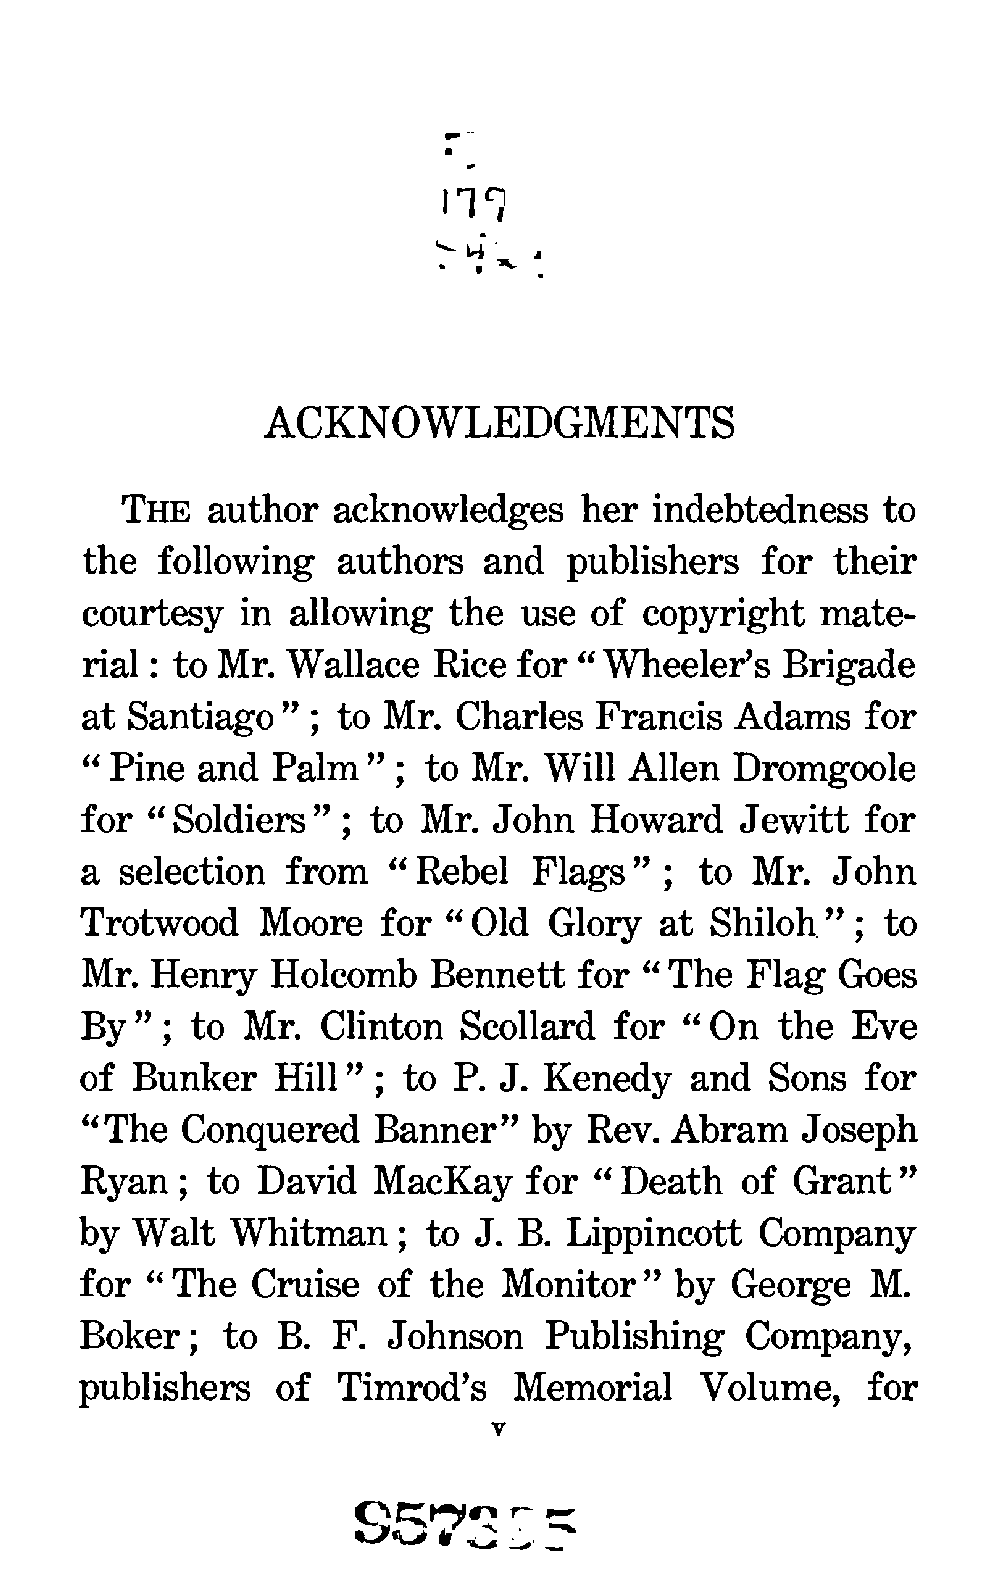 179
ACKNOWLEDGMENTS
THE author acknowledges her indebtedness to
the following authors and publishers for their
courtesy in allowing the use of copyright mate-
rial : to Mr. Wallace Rice for “ Wheeler’s Brigade
at Santiago ” ; to Mr. Charles Francis Adams for
“ Pine and Palm ” ; to Mr. Will Allen Dromgoole
for “ Soldiers ” ; to Mr. John Howard Jewitt for
a selection from “ Rebel Flags ” ; to Mr. John
Trotwood Moore for “ Old Glory at Shiloh ” ; to
Mr. Henry Holcomb Bennett for “ The Flag Goes
By ” ; to Mr. Clinton Scollard for “ On the Eve
of Bunker Hill ” ; to P. J. Kenedy and Sons for
“The Conquered Banner” by Rev. Abram Joseph
Ryan ; to David MacKay for “ Death of Grant ”
by Walt Whitman ; to J. B. Lippincott Company
for “ The Cruise of the Monitor ” by George M.
Boker ; to B. F. Johnson Publishing Company,
publishers of Timrod’s Memorial Volume, for
v